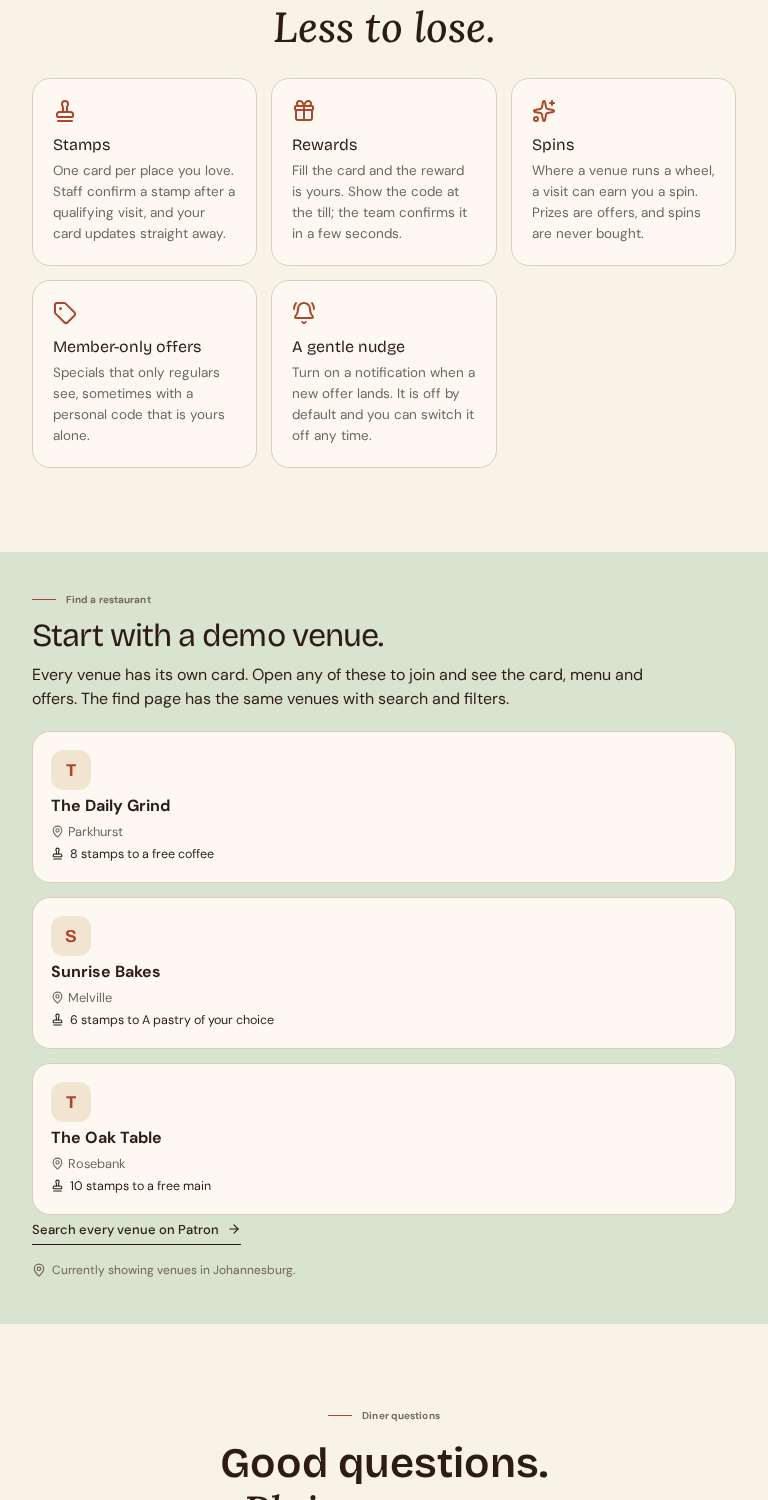 Less to lose.
Stamps
One card per place you love.
Staff confirm a stamp after a
qualifying visit, and your
card updates straight away.
Rewards
Fill the card and the reward
is yours. Show the code at
the till; the team confirms it
in a few seconds.
Spins
Where a venue runs a wheel,
a visit can earn you a spin.
Prizes are offers, and spins
are never bought.
Member-only offers
Specials that only regulars
see, sometimes with a
personal code that is yours
alone.
A gentle nudge
Turn on a notification when a
new offer lands. It is off by
default and you can switch it
off any time.
Find a restaurant
Start with a demo venue.
Every venue has its own card. Open any of these to join and see the card, menu and
offers. The find page has the same venues with search and filters.
T
The Daily Grind
Parkhurst
8 stamps to a free coffee
S
Sunrise Bakes
Melville
6 stamps to A pastry of your choice
T
The Oak Table
Rosebank
10 stamps to a free main
Search every venue on Patron
Currently showing venues in Johannesburg.
Diner questions
Good questions.